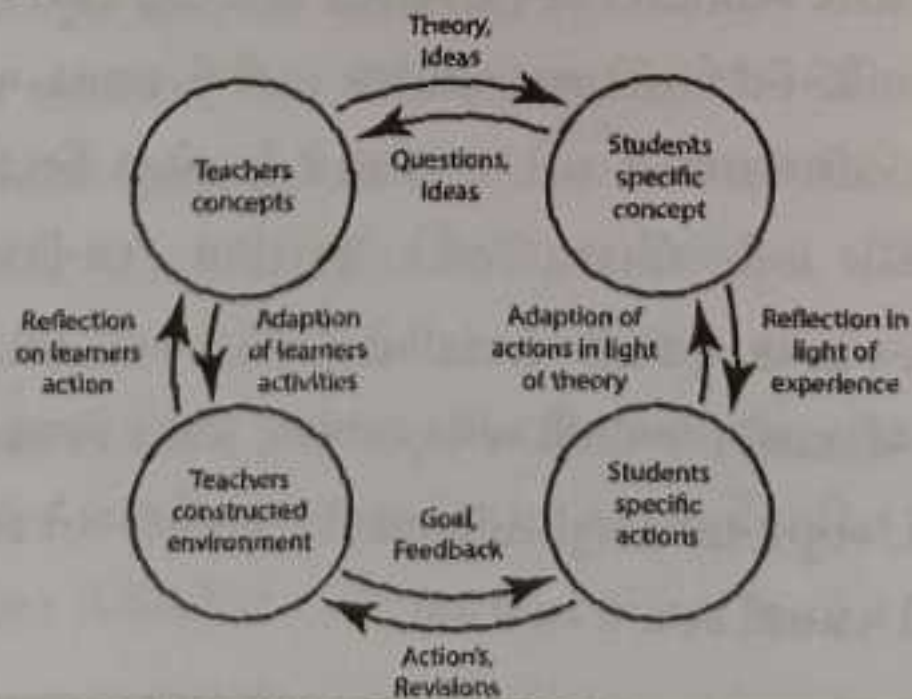 Theory,
Ideas
Teachers
concepts
Questions,
Ideas
Students
specific
concept
Reflection
on learners
action
Adaption
of learners
activities
Adaption of
actions in light
of theory
Reflection in
light of
experience
Teachers
constructed
environment
Goal,
Feedback
Students
specific
actions
Action's,
Revisions